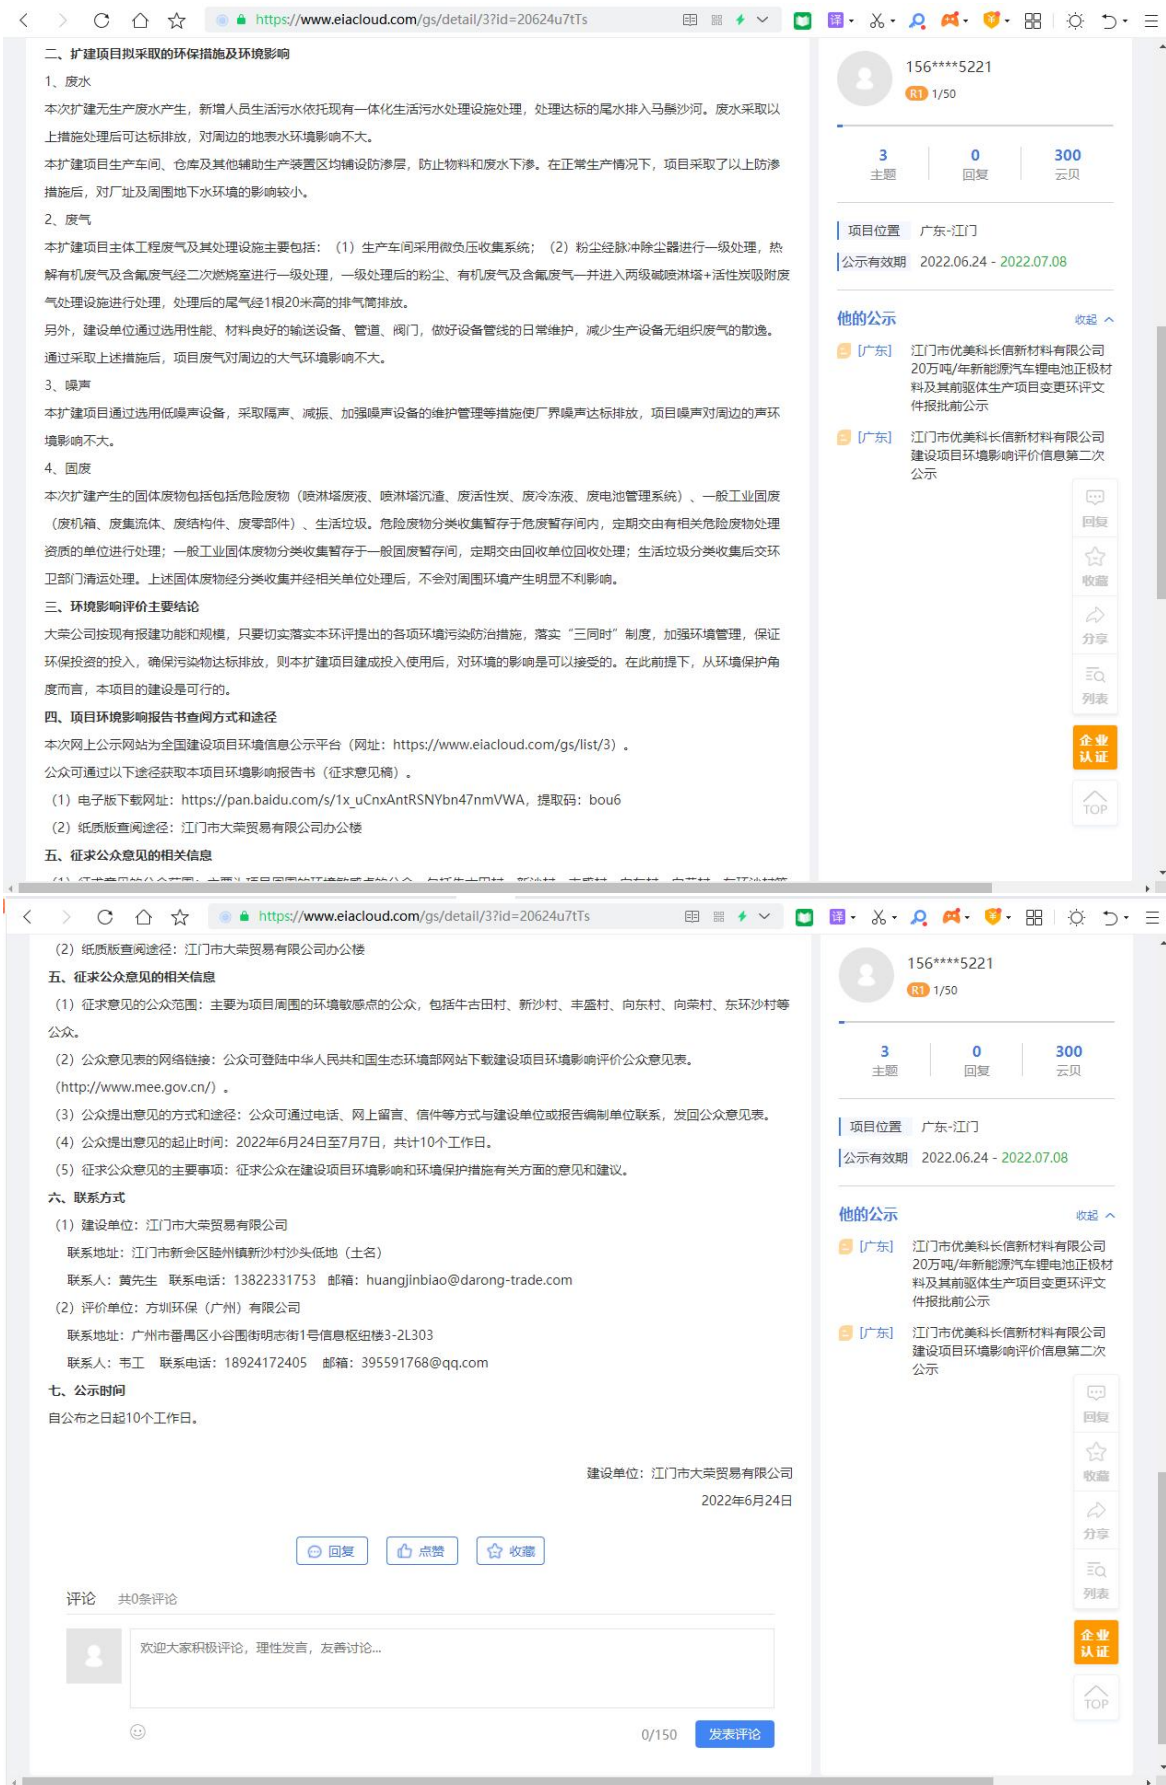 https://www.eiacloud.com/gs/detail/3?id=20624u7tTs
译
二、扩建项目拟采取的环保措施及环境影响
1、废水
本次扩建无生产废水产生，新增人员生活污水依托现有一体化生活污水处理设施处理，处理达标的尾水排入马鬃沙河。废水采取以
上措施处理后可达标排放，对周边的地表水环境影响不大。
本扩建项目生产车间、仓库及其他辅助生产装置区均铺设防渗层，防止物料和废水下渗。在正常生产情况下，项目采取了以上防渗
措施后，对厂址及周围地下水环境的影响较小。
2、废气
本扩建项目主体工程废气及其处理设施主要包括：（1）生产车间采用微负压收集系统；（2）粉尘经脉冲除尘器进行一级处理，热
解有机废气及含氟废气经二次燃烧室进行一级处理，一级处理后的粉尘、有机废气及含氟废气一并进入两级碱喷淋塔+活性炭吸附废
气处理设施进行处理，处理后的尾气经1根20米高的排气筒排放。
另外，建设单位通过选用性能、材料良好的输送设备、管道、阀门，做好设备管线的日常维护，减少生产设备无组织废气的散逸。
通过采取上述措施后，项目废气对周边的大气环境影响不大。
3、噪声
本扩建项目通过选用低噪声设备，采取隔声、减振、加强噪声设备的维护管理等措施使厂界噪声达标排放，项目噪声对周边的声环
境影响不大。
4、固废
本次扩建产生的固体废物包括包括危险废物（喷淋塔废液、喷淋塔沉渣、废活性炭、废冷冻液、废电池管理系统）、一般工业固废
（废机箱、废集流体、废结构件、废零部件）、生活垃圾。危险废物分类收集暂存于危废暂存间内，定期交由有相关危险废物处理
资质的单位进行处理；一般工业固体废物分类收集暂存于一般固废暂存间，定期交由回收单位回收处理；生活垃圾分类收集后交环
卫部门清运处理。上述固体废物经分类收集并经相关单位处理后，不会对周围环境产生明显不利影响。
三、环境影响评价主要结论
大荣公司按现有报建功能和规模，只要切实落实本环评提出的各项环境污染防治措施，落实“三同时”制度，加强环境管理，保证
环保投资的投入，确保污染物达标排放，则本扩建项目建成投入使用后，对环境的影响是可以接受的。在此前提下，从环境保护角
度而言，本项目的建设是可行的。
四、项目环境影响报告书查阅方式和途径
本次网上公示网站为全国建设项目环境信息公示平台（网址：https://www.eiacloud.com/gs/list/3）。
公众可通过以下途径获取本项目环境影响报告书（征求意见稿）。
（1）电子版下载网址：https://pan.baidu.com/s/1x_uCnxAntRSNYbn47nmVWA，提取码：bou6
（2）纸质版查阅途径：江门市大荣贸易有限公司办公楼
五、征求公众意见的相关信息
156****5221
R1 1/50
3 0 300
主题 回复 云贝
项目位置 广东-江门
公示有效期 2022.06.24 - 2022.07.08
他的公示 收起
[广东] 江门市优美科长信新材料有限公司
20万吨/年新能源汽车锂电池正极材
料及其前驱体生产项目变更环评文
件报批前公示
[广东] 江门市优美科长信新材料有限公司
建设项目环境影响评价信息第二次
公示
回复
收藏
分享
列表
企业
认证
TOP
https://www.eiacloud.com/gs/detail/3?id=20624u7tTs
译
（2）纸质版查阅途径：江门市大荣贸易有限公司办公楼
五、征求公众意见的相关信息
（1）征求意见的公众范围：主要为项目周围的环境敏感点的公众，包括牛古田村、新沙村、丰盛村、向东村、向荣村、东环沙村等
公众。
（2）公众意见表的网络链接：公众可登陆中华人民共和国生态环境部网站下载建设项目环境影响评价公众意见表。
（http://www.mee.gov.cn/）。
（3）公众提出意见的方式和途径：公众可通过电话、网上留言、信件等方式与建设单位或报告编制单位联系，发回公众意见表。
（4）公众提出意见的起止时间：2022年6月24日至7月7日，共计10个工作日。
（5）征求公众意见的主要事项：征求公众在建设项目环境影响和环境保护措施有关方面的意见和建议。
六、联系方式
（1）建设单位：江门市大荣贸易有限公司
联系地址：江门市新会区睦州镇新沙村沙头低地（土名）
联系人：黄先生 联系电话：13822331753 邮箱：huangjinbiao@darong-trade.com
（2）评价单位：方圳环保（广州）有限公司
联系地址：广州市番禺区小谷围街明志街1号信息枢纽楼3-2L303
联系人：韦工 联系电话：18924172405 邮箱：395591768@qq.com
七、公示时间
自公布之日起10个工作日。
建设单位：江门市大荣贸易有限公司
2022年6月24日
回复 点赞 收藏
评论 共0条评论
欢迎大家积极评论，理性发言，友善讨论...
0/150 发表评论
156****5221
R1 1/50
3 0 300
主题 回复 云贝
项目位置 广东-江门
公示有效期 2022.06.24 - 2022.07.08
他的公示 收起
[广东] 江门市优美科长信新材料有限公司
20万吨/年新能源汽车锂电池正极材
料及其前驱体生产项目变更环评文
件报批前公示
[广东] 江门市优美科长信新材料有限公司
建设项目环境影响评价信息第二次
公示
回复
收藏
分享
列表
企业
认证
TOP